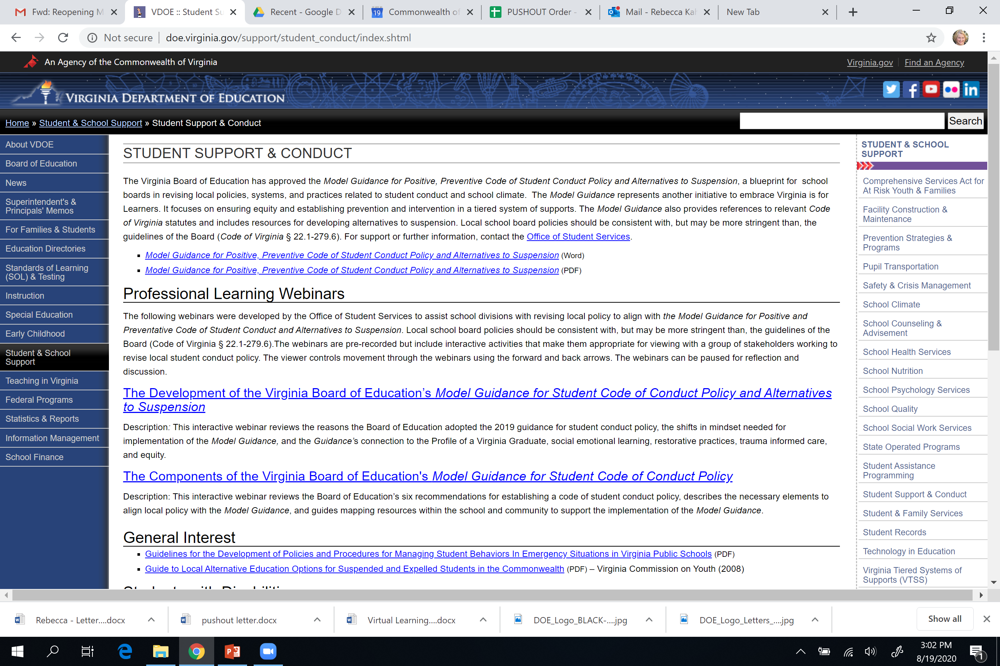 Fwd: Reopening M
VDOE :: Student Su
Recent - Google D
Commonwealth of
PUSHOUT Order -
Mail - Rebecca Kah
New Tab
Not secure | doe.virginia.gov/support/student_conduct/index.shtml
An Agency of the Commonwealth of Virginia
Virginia.gov | Find an Agency
VIRGINIA DEPARTMENT OF EDUCATION
Home » Student & School Support » Student Support & Conduct
Search
About VDOE
Board of Education
News
Superintendent's &
Principals' Memos
For Families & Students
Education Directories
Standards of Learning
(SOL) & Testing
Instruction
Special Education
Early Childhood
Student & School
Support
Teaching in Virginia
Federal Programs
Statistics & Reports
Information Management
School Finance
STUDENT SUPPORT & CONDUCT
The Virginia Board of Education has approved the Model Guidance for Positive, Preventive Code of Student Conduct Policy and Alternatives to Suspension, a blueprint for school
boards in revising local policies, systems, and practices related to student conduct and school climate. The Model Guidance represents another initiative to embrace Virginia is for
Learners. It focuses on ensuring equity and establishing prevention and intervention in a tiered system of supports. The Model Guidance also provides references to relevant Code
of Virginia statutes and includes resources for developing alternatives to suspension. Local school board policies should be consistent with, but may be more stringent than, the
guidelines of the Board (Code of Virginia § 22.1-279.6). For support or further information, contact the Office of Student Services.
▪ Model Guidance for Positive, Preventive Code of Student Conduct Policy and Alternatives to Suspension (Word)
▪ Model Guidance for Positive, Preventive Code of Student Conduct Policy and Alternatives to Suspension (PDF)
Professional Learning Webinars
The following webinars were developed by the Office of Student Services to assist school divisions with revising local policy to align with the Model Guidance for Positive and
Preventative Code of Student Conduct and Alternatives to Suspension. Local school board policies should be consistent with, but may be more stringent than, the guidelines of the
Board (Code of Virginia § 22.1-279.6).The webinars are pre-recorded but include interactive activities that make them appropriate for viewing with a group of stakeholders working to
revise local student conduct policy. The viewer controls movement through the webinars using the forward and back arrows. The webinars can be paused for reflection and
discussion.
The Development of the Virginia Board of Education’s Model Guidance for Student Code of Conduct Policy and Alternatives
to Suspension
Description: This interactive webinar reviews the reasons the Board of Education adopted the 2019 guidance for student conduct policy, the shifts in mindset needed for
implementation of the Model Guidance, and the Guidance’s connection to the Profile of a Virginia Graduate, social emotional learning, restorative practices, trauma informed care,
and equity.
The Components of the Virginia Board of Education's Model Guidance for Student Code of Conduct Policy
Description: This interactive webinar reviews the Board of Education’s six recommendations for establishing a code of student conduct policy, describes the necessary elements to
align local policy with the Model Guidance, and guides mapping resources within the school and community to support the implementation of the Model Guidance.
General Interest
▪ Guidelines for the Development of Policies and Procedures for Managing Student Behaviors In Emergency Situations in Virginia Public Schools (PDF)
▪ Guide to Local Alternative Education Options for Suspended and Expelled Students in the Commonwealth (PDF) – Virginia Commission on Youth (2008)
STUDENT & SCHOOL
SUPPORT
Comprehensive Services Act for
At Risk Youth & Families
Facility Construction &
Maintenance
Prevention Strategies &
Programs
Pupil Transportation
Safety & Crisis Management
School Climate
School Counseling &
Advisement
School Health Services
School Nutrition
School Psychology Services
School Quality
School Social Work Services
State Operated Programs
Student Assistance
Programming
Student Support & Conduct
Student & Family Services
Student Records
Technology in Education
Virginia Tiered Systems of
Supports (VTSS)
Rebecca - Letter....docx
pushout letter.docx
Virtual Learning....docx
DOE_Logo_BLACK-....jpg
DOE_Logo_Letters_....jpg
Show all
3:02 PM
8/19/2020
1